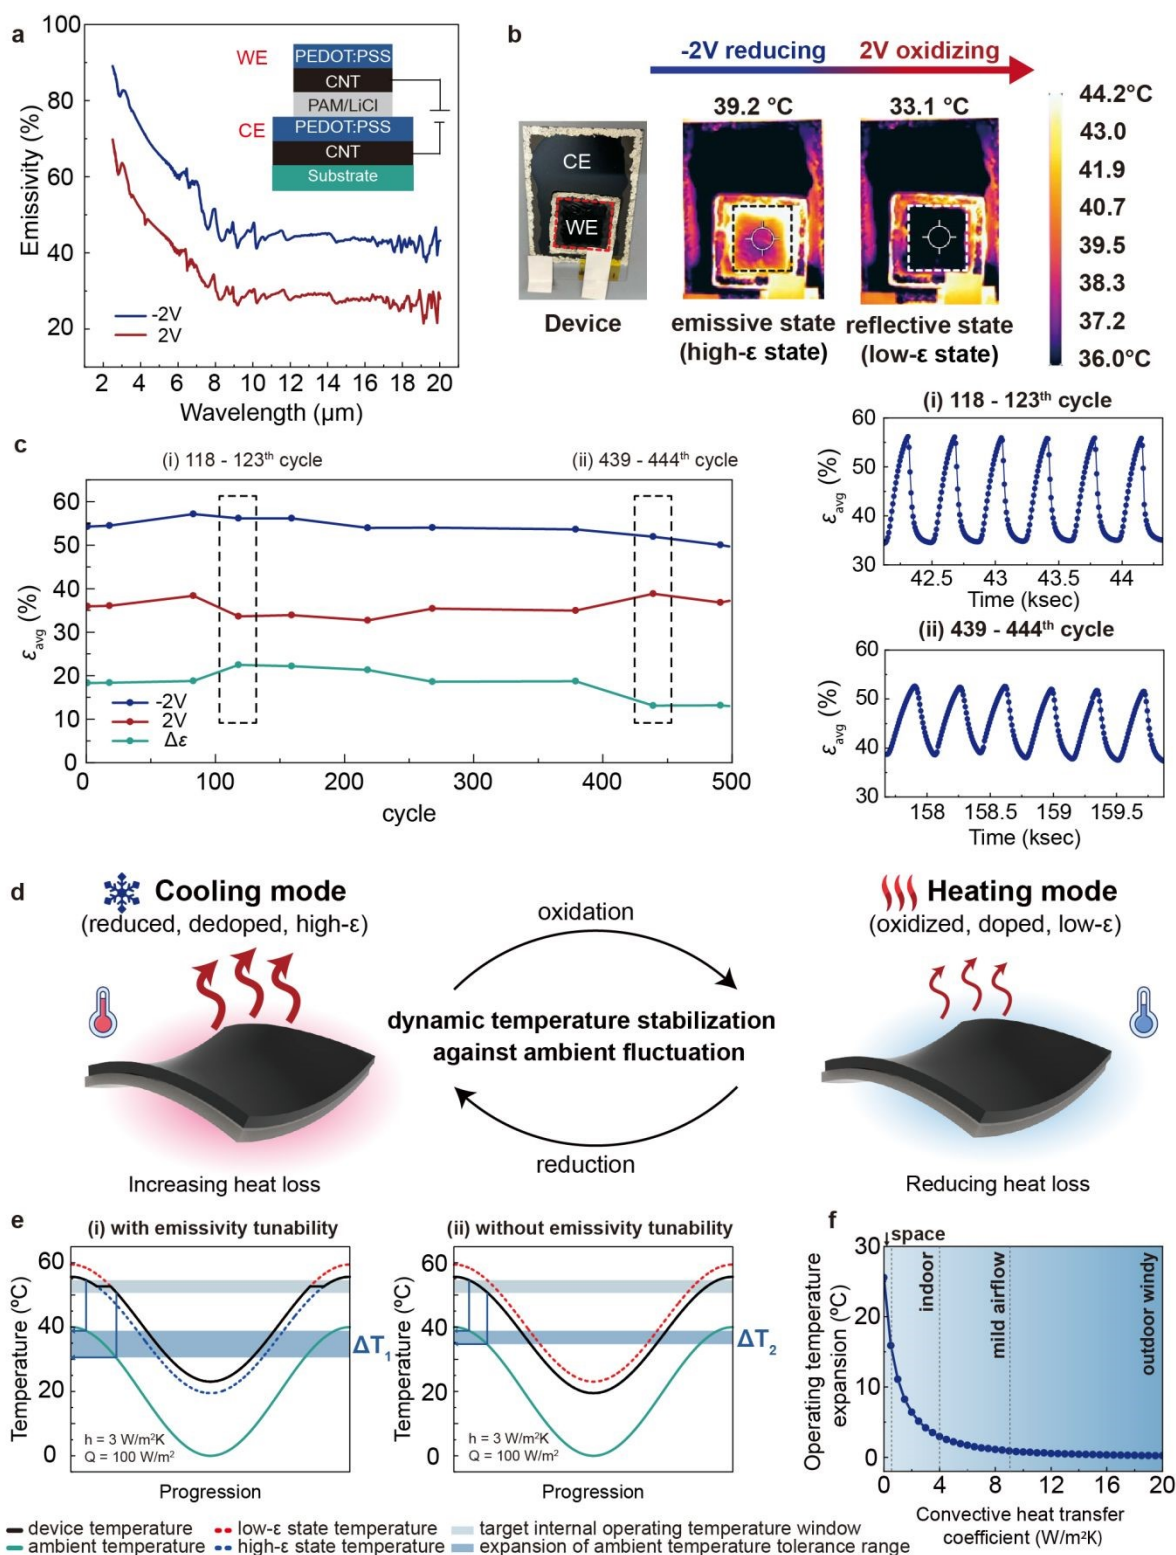 a
100
80
60
40
20
Emissivity (%)
2 4 6 8 10 12 14 16 18 20
Wavelength (μm)
WE
PEDOT:PSS
CNT
PAM/LiCl
CE
PEDOT:PSS
CNT
Substrate
-2V
2V
b
-2V reducing 2V oxidizing
39.2 °C 33.1 °C
CE
WE
Device
emissive state
(high-ε state)
reflective state
(low-ε state)
44.2°C
43.0
41.9
40.7
39.5
38.3
37.2
36.0°C
c
(i) 118 - 123th cycle (ii) 439 - 444th cycle
60
50
40
30
20
10
0
εavg (%)
-2V
2V
Δε
0 100 200 300 400 500
cycle
(i) 118 - 123th cycle
60
50
40
30
εavg (%)
42.5 43 43.5 44
Time (ksec)
(ii) 439 - 444th cycle
60
50
40
30
εavg (%)
158 158.5 159 159.5
Time (ksec)
d
Cooling mode
(reduced, dedoped, high-ε)
Increasing heat loss
oxidation
dynamic temperature stabilization
against ambient fluctuation
reduction
Heating mode
(oxidized, doped, low-ε)
Reducing heat loss
e
(i) with emissivity tunability
60
40
20
0
Temperature (ºC)
ΔT1
h = 3 W/m²K
Q = 100 W/m²
Progression
(ii) without emissivity tunability
60
40
20
0
Temperature (ºC)
ΔT2
h = 3 W/m²K
Q = 100 W/m²
Progression
f
space
indoor
mild airflow
outdoor windy
30
20
10
0
Operating temperature
expansion (ºC)
0 4 8 12 16 20
Convective heat transfer
coefficient (W/m²K)
device temperature low-ε state temperature target internal operating temperature window
ambient temperature high-ε state temperature expansion of ambient temperature tolerance range